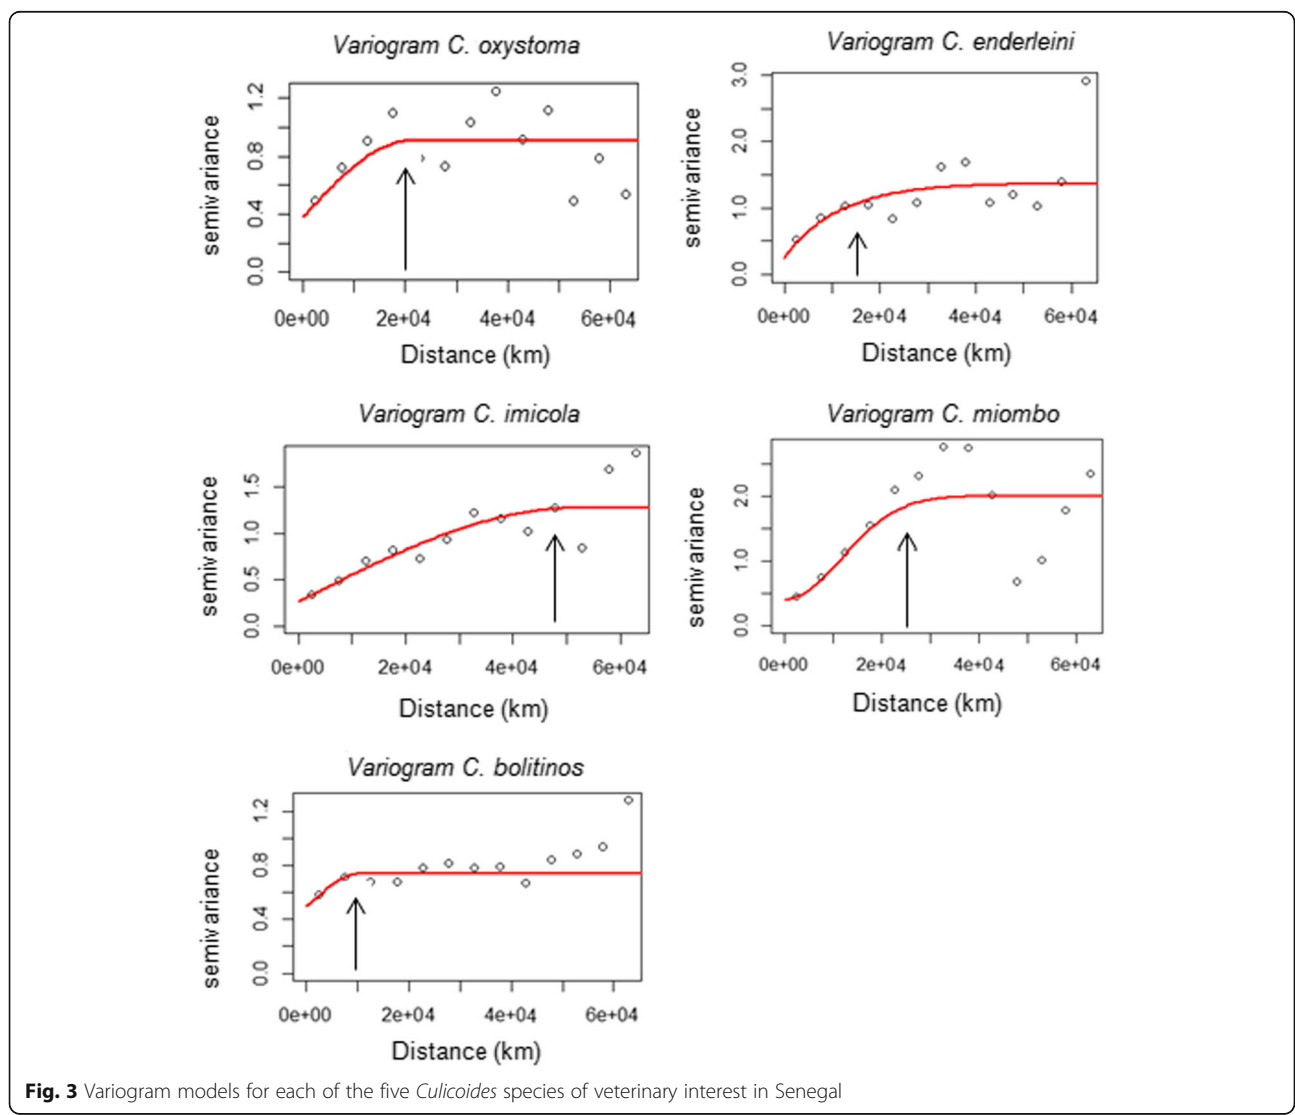 Variogram C. oxystoma
semivariance
0.0 0.4 0.8 1.2
0e+00 2e+04 4e+04 6e+04
Distance (km)
Variogram C. enderleini
semivariance
0.0 1.0 2.0 3.0
0e+00 2e+04 4e+04 6e+04
Distance (km)
Variogram C. imicola
semivariance
0.0 0.5 1.0 1.5
0e+00 2e+04 4e+04 6e+04
Distance (km)
Variogram C. miombo
semivariance
0.0 1.0 2.0
0e+00 2e+04 4e+04 6e+04
Distance (km)
Variogram C. bolitinos
semivariance
0.0 0.4 0.8 1.2
0e+00 2e+04 4e+04 6e+04
Distance (km)
Fig. 3 Variogram models for each of the five Culicoides species of veterinary interest in Senegal